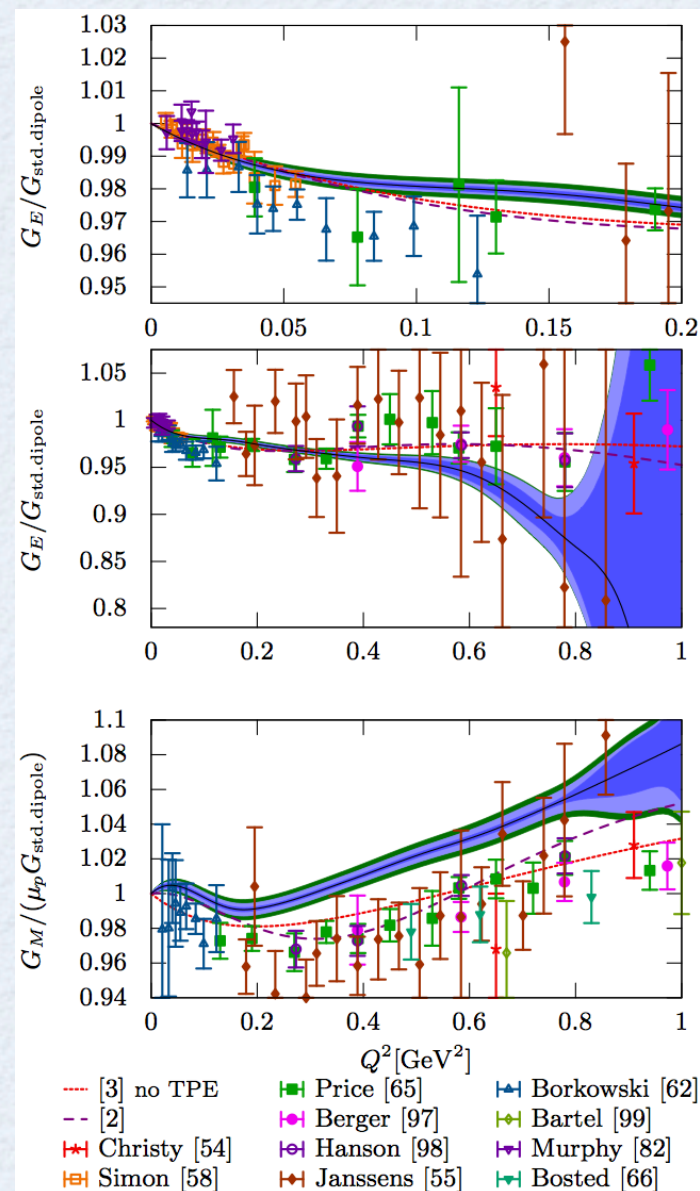 1.03
1.02
1.01
1
0.99
0.98
0.97
0.96
0.95
G_E/G_std.dipole
0 0.05 0.1 0.15 0.2
1.05
1
0.95
0.9
0.85
0.8
G_E/G_std.dipole
0 0.2 0.4 0.6 0.8 1
1.1
1.08
1.06
1.04
1.02
1
0.98
0.96
0.94
G_M/(μ_p G_std.dipole)
0 0.2 0.4 0.6 0.8 1
Q^2[GeV^2]
[3] no TPE Price [65] Borkowski [62]
[2] Berger [97] Bartel [99]
Christy [54] Hanson [98] Murphy [82]
Simon [58] Janssens [55] Bosted [66]